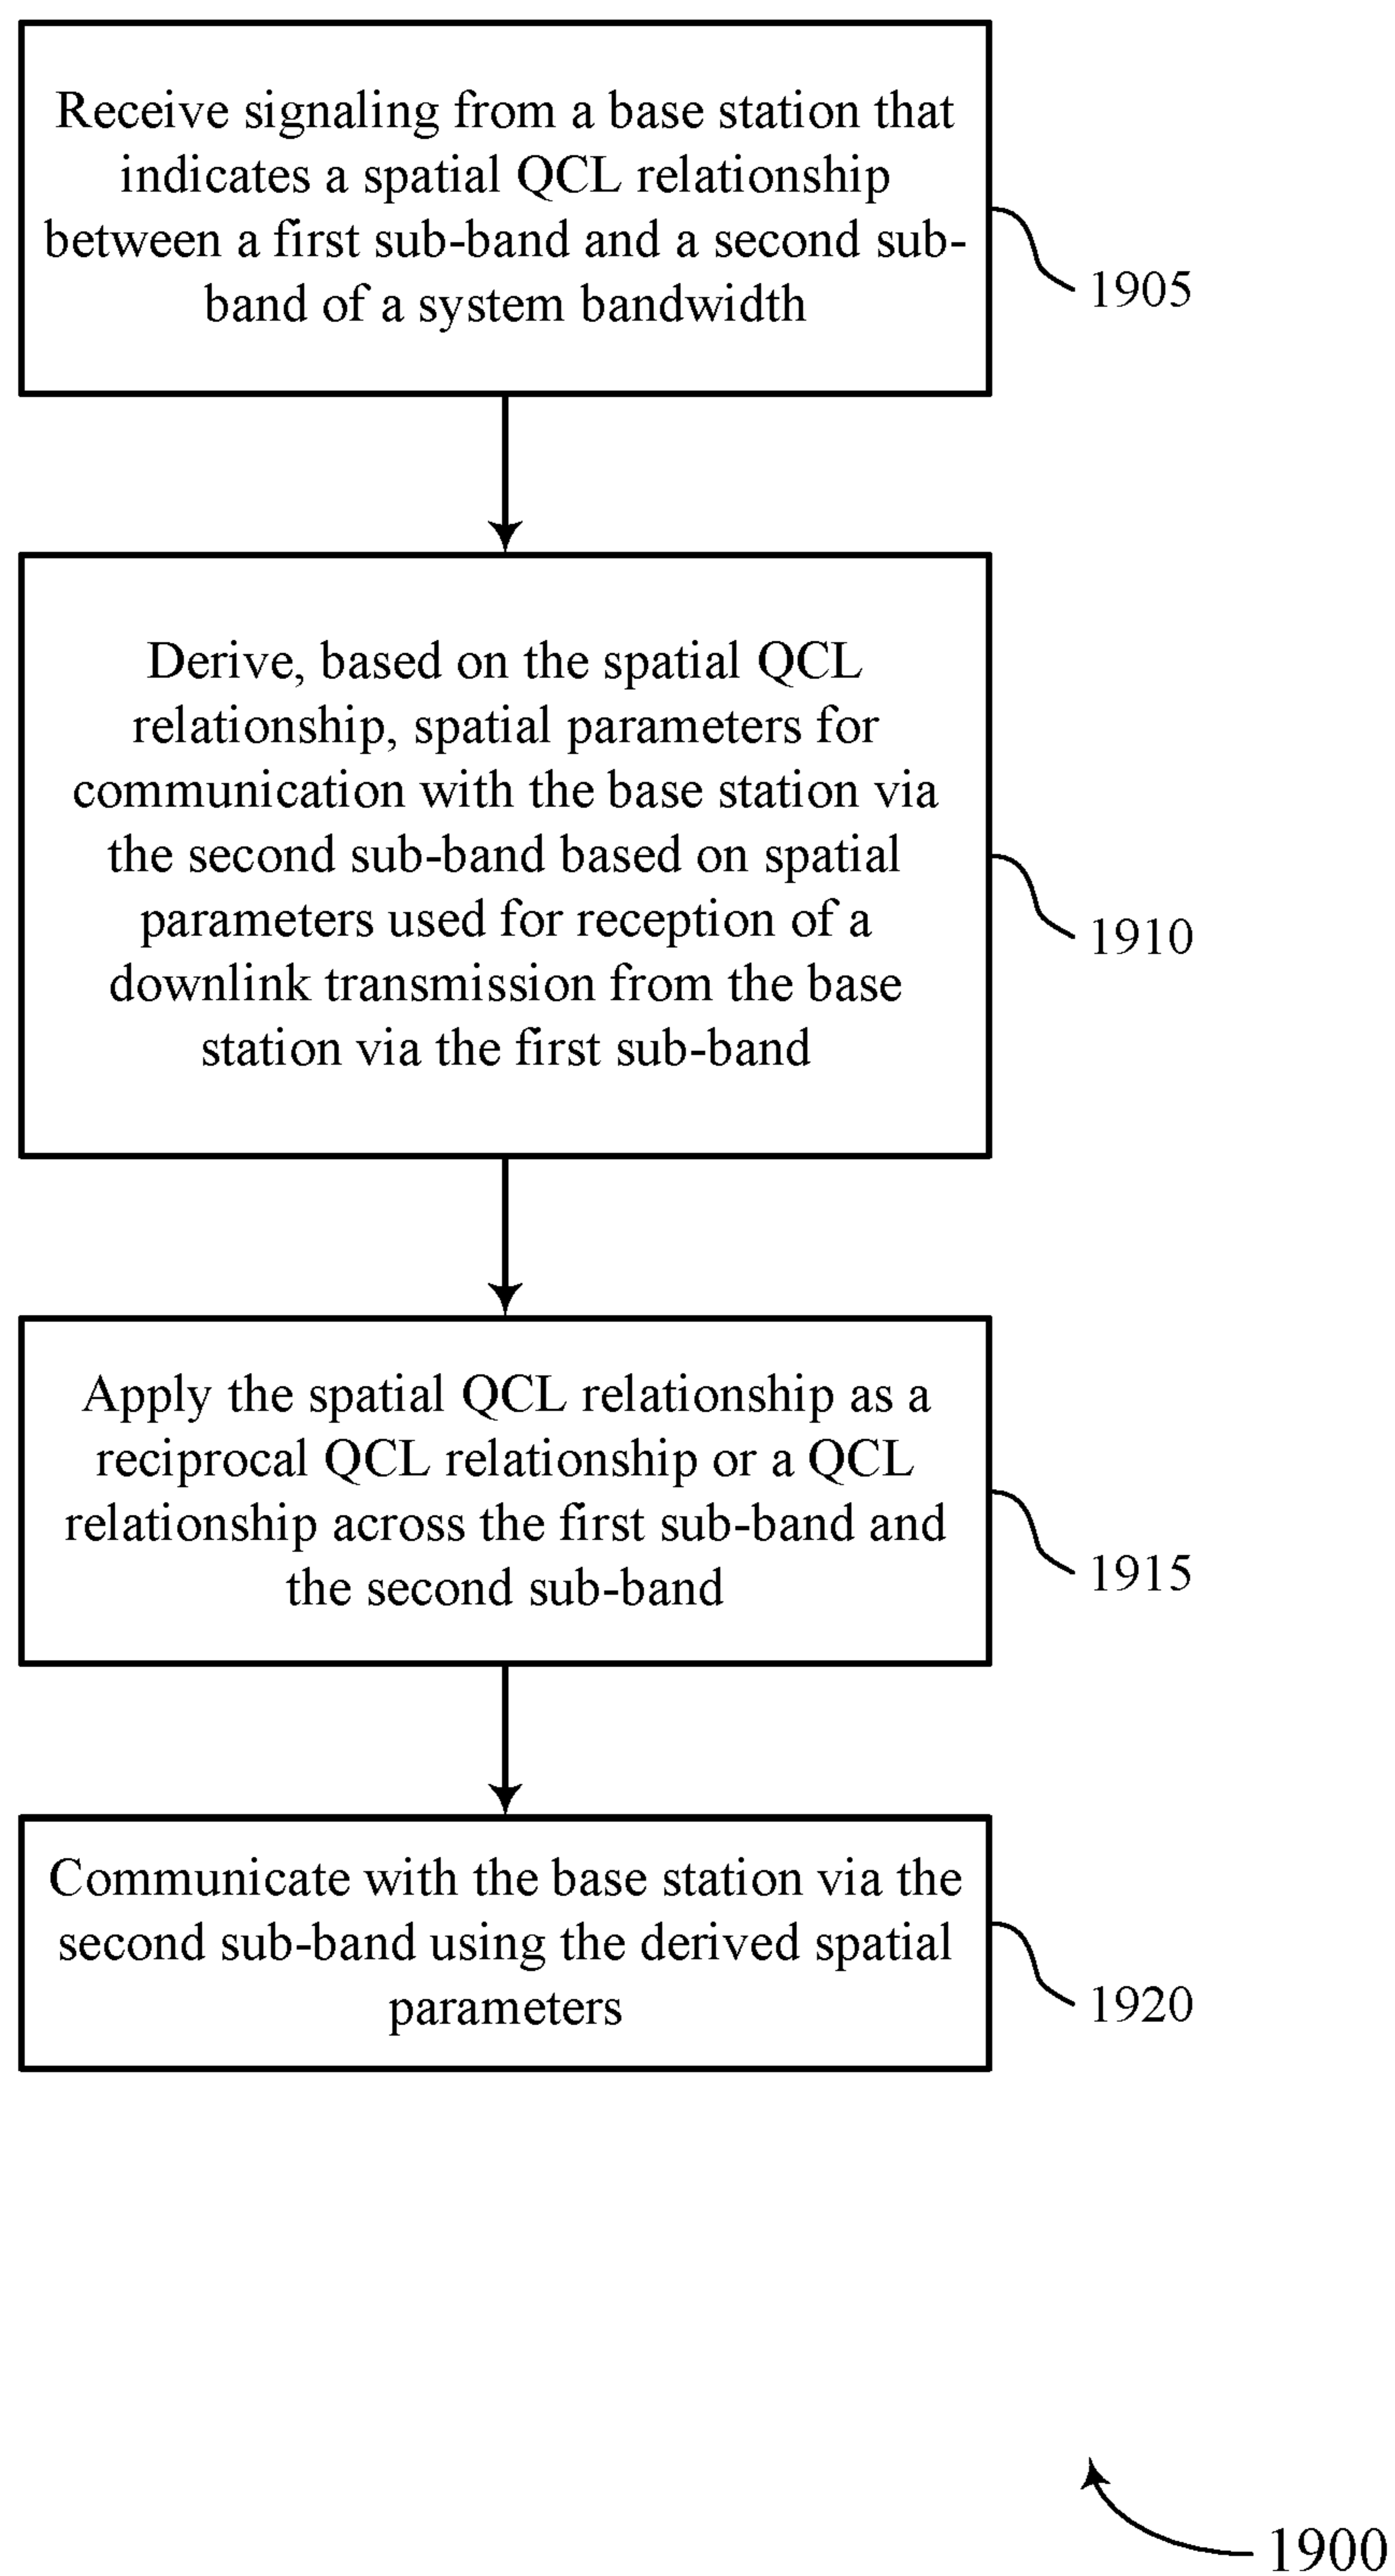 Receive signaling from a base station that
indicates a spatial QCL relationship
between a first sub-band and a second sub-
band of a system bandwidth
1905
Derive, based on the spatial QCL
relationship, spatial parameters for
communication with the base station via
the second sub-band based on spatial
parameters used for reception of a
downlink transmission from the base
station via the first sub-band
1910
Apply the spatial QCL relationship as a
reciprocal QCL relationship or a QCL
relationship across the first sub-band and
the second sub-band
1915
Communicate with the base station via the
second sub-band using the derived spatial
parameters
1920
1900